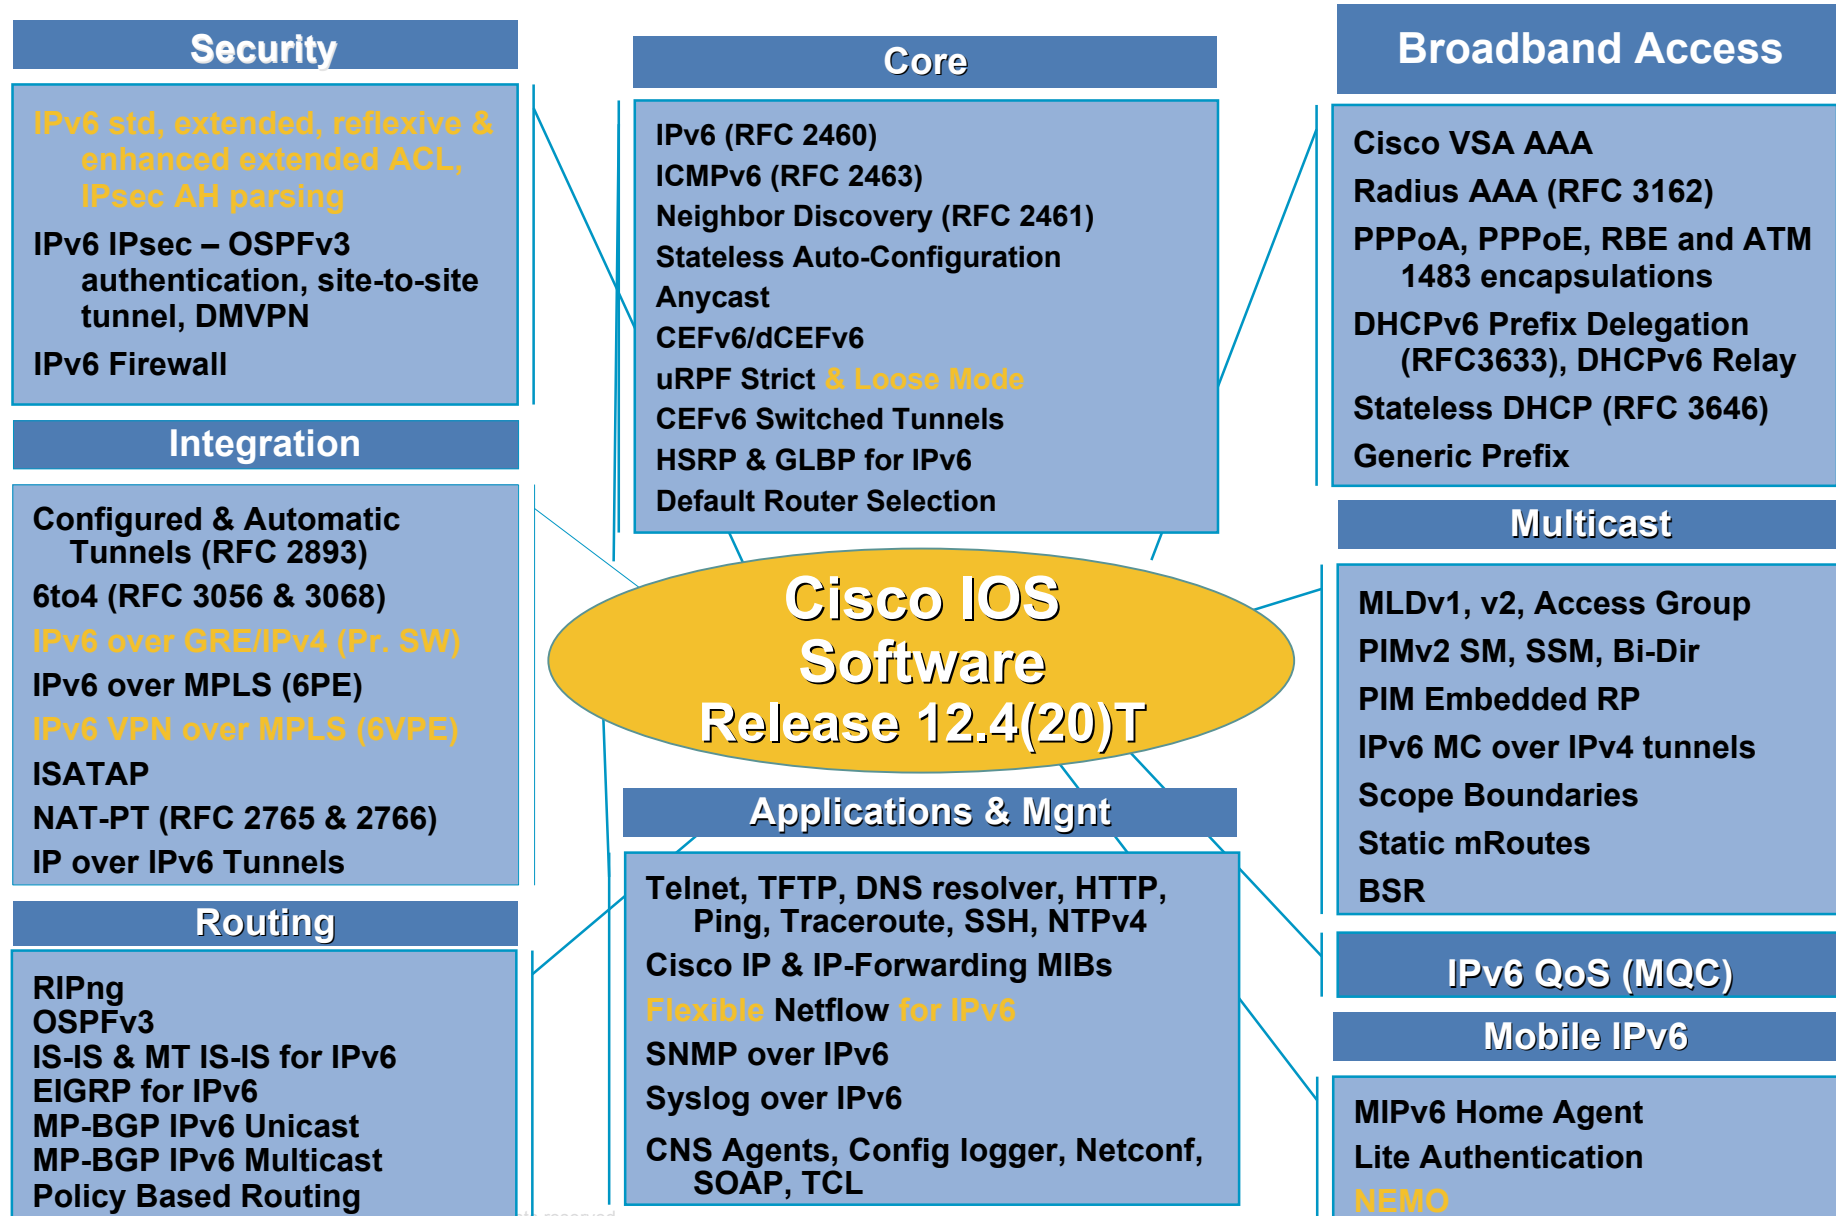 Security
IPv6 std, extended, reflexive &
enhanced extended ACL,
IPsec AH parsing
IPv6 IPsec – OSPFv3
authentication, site-to-site
tunnel, DMVPN
IPv6 Firewall
Integration
Configured & Automatic
Tunnels (RFC 2893)
6to4 (RFC 3056 & 3068)
IPv6 over GRE/IPv4 (Pr. SW)
IPv6 over MPLS (6PE)
IPv6 VPN over MPLS (6VPE)
ISATAP
NAT-PT (RFC 2765 & 2766)
IP over IPv6 Tunnels
Routing
RIPng
OSPFv3
IS-IS & MT IS-IS for IPv6
EIGRP for IPv6
MP-BGP IPv6 Unicast
MP-BGP IPv6 Multicast
Policy Based Routing
Core
IPv6 (RFC 2460)
ICMPv6 (RFC 2463)
Neighbor Discovery (RFC 2461)
Stateless Auto-Configuration
Anycast
CEFv6/dCEFv6
uRPF Strict & Loose Mode
CEFv6 Switched Tunnels
HSRP & GLBP for IPv6
Default Router Selection
Cisco IOS
Software
Release 12.4(20)T
Applications & Mgnt
Telnet, TFTP, DNS resolver, HTTP,
Ping, Traceroute, SSH, NTPv4
Cisco IP & IP-Forwarding MIBs
Flexible Netflow for IPv6
SNMP over IPv6
Syslog over IPv6
CNS Agents, Config logger, Netconf,
SOAP, TCL
Broadband Access
Cisco VSA AAA
Radius AAA (RFC 3162)
PPPoA, PPPoE, RBE and ATM
1483 encapsulations
DHCPv6 Prefix Delegation
(RFC3633), DHCPv6 Relay
Stateless DHCP (RFC 3646)
Generic Prefix
Multicast
MLDv1, v2, Access Group
PIMv2 SM, SSM, Bi-Dir
PIM Embedded RP
IPv6 MC over IPv4 tunnels
Scope Boundaries
Static mRoutes
BSR
IPv6 QoS (MQC)
Mobile IPv6
MIPv6 Home Agent
Lite Authentication
NEMO